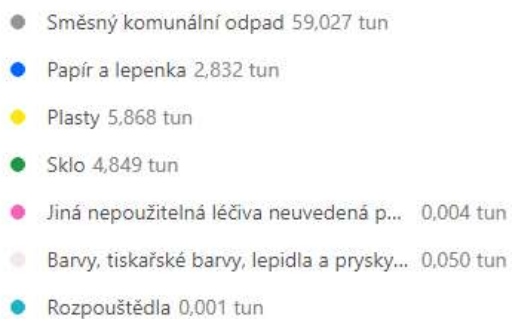 Směsný komunální odpad 59,027 tun
Papír a lepenka 2,832 tun
Plasty 5,868 tun
Sklo 4,849 tun
Jiná nepoužitelná léčiva neuvedená p... 0,004 tun
Barvy, tiskařské barvy, lepidla a prysky... 0,050 tun
Rozpouštědla 0,001 tun